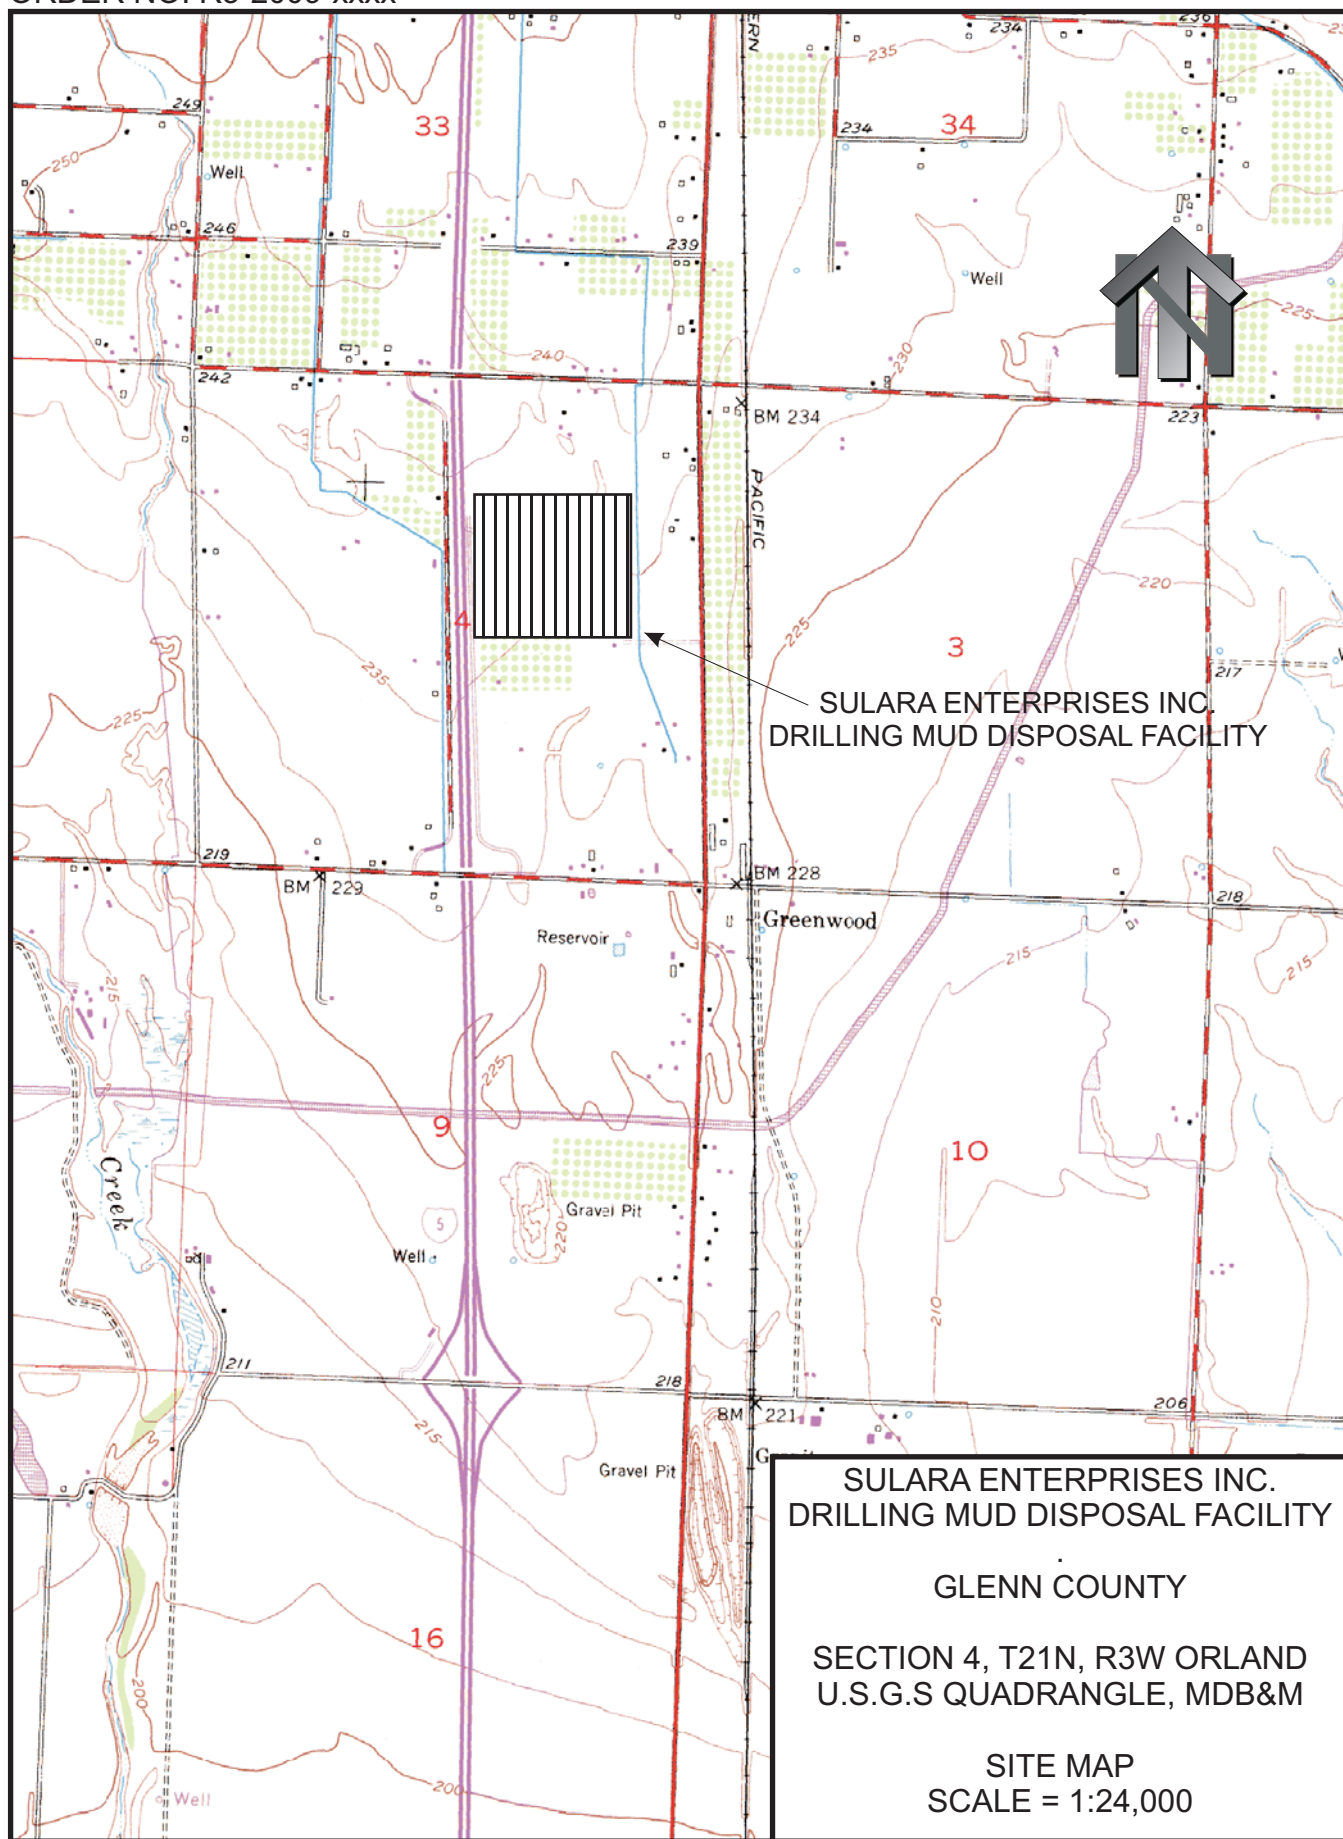 33
34
249
ERN
234
235
236
234
250
Well
246
239
Well
225
240
230
242
BM 234
223
PACIFIC
4
220
225
3
235
217
225
SULARA ENTERPRISES INC.
DRILLING MUD DISPOSAL FACILITY
219
BM 229
BM 228
218
Greenwood
Reservoir
215
215
215
225
9
10
Creek
Gravel Pit
5
220
Well
210
211
218
BM 221
206
215
Gravel Pit
16
200
200
Well
SULARA ENTERPRISES INC.
DRILLING MUD DISPOSAL FACILITY
.
GLENN COUNTY
SECTION 4, T21N, R3W ORLAND
U.S.G.S QUADRANGLE, MDB&M
SITE MAP
SCALE = 1:24,000